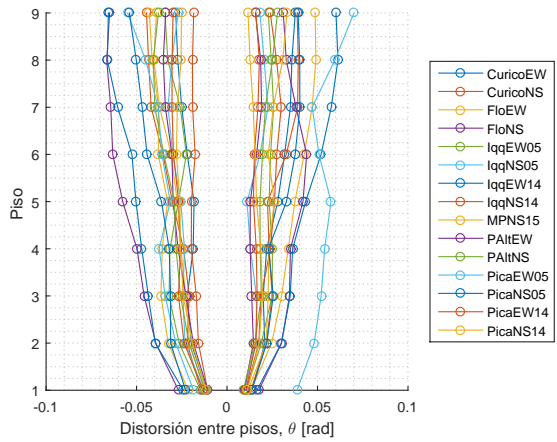 9
8
7
6
5
4
3
2
1
Piso
-0.1
-0.05
0
0.05
0.1
Distorsión entre pisos, θ [rad]
CuricoEW
CuricoNS
FloEW
FloNS
IqqEW05
IqqNS05
IqqEW14
IqqNS14
MPNS15
PAltEW
PAltNS
PicaEW05
PicaNS05
PicaEW14
PicaNS14